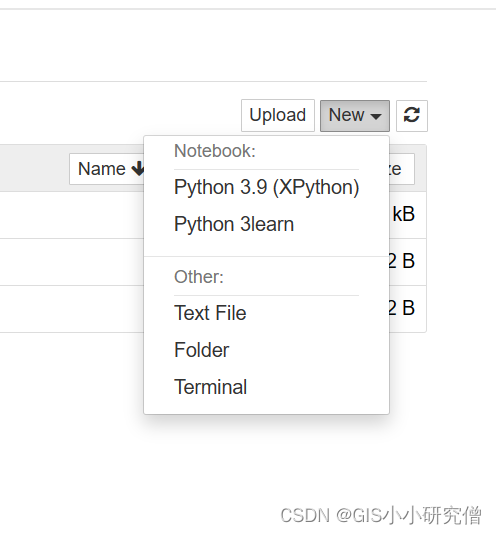 Upload New
Name ze
Notebook:
Python 3.9 (XPython)
kB
Python 3learn
2 B
Other:
Text File
2 B
Folder
Terminal
CSDN @GIS小小研究僧